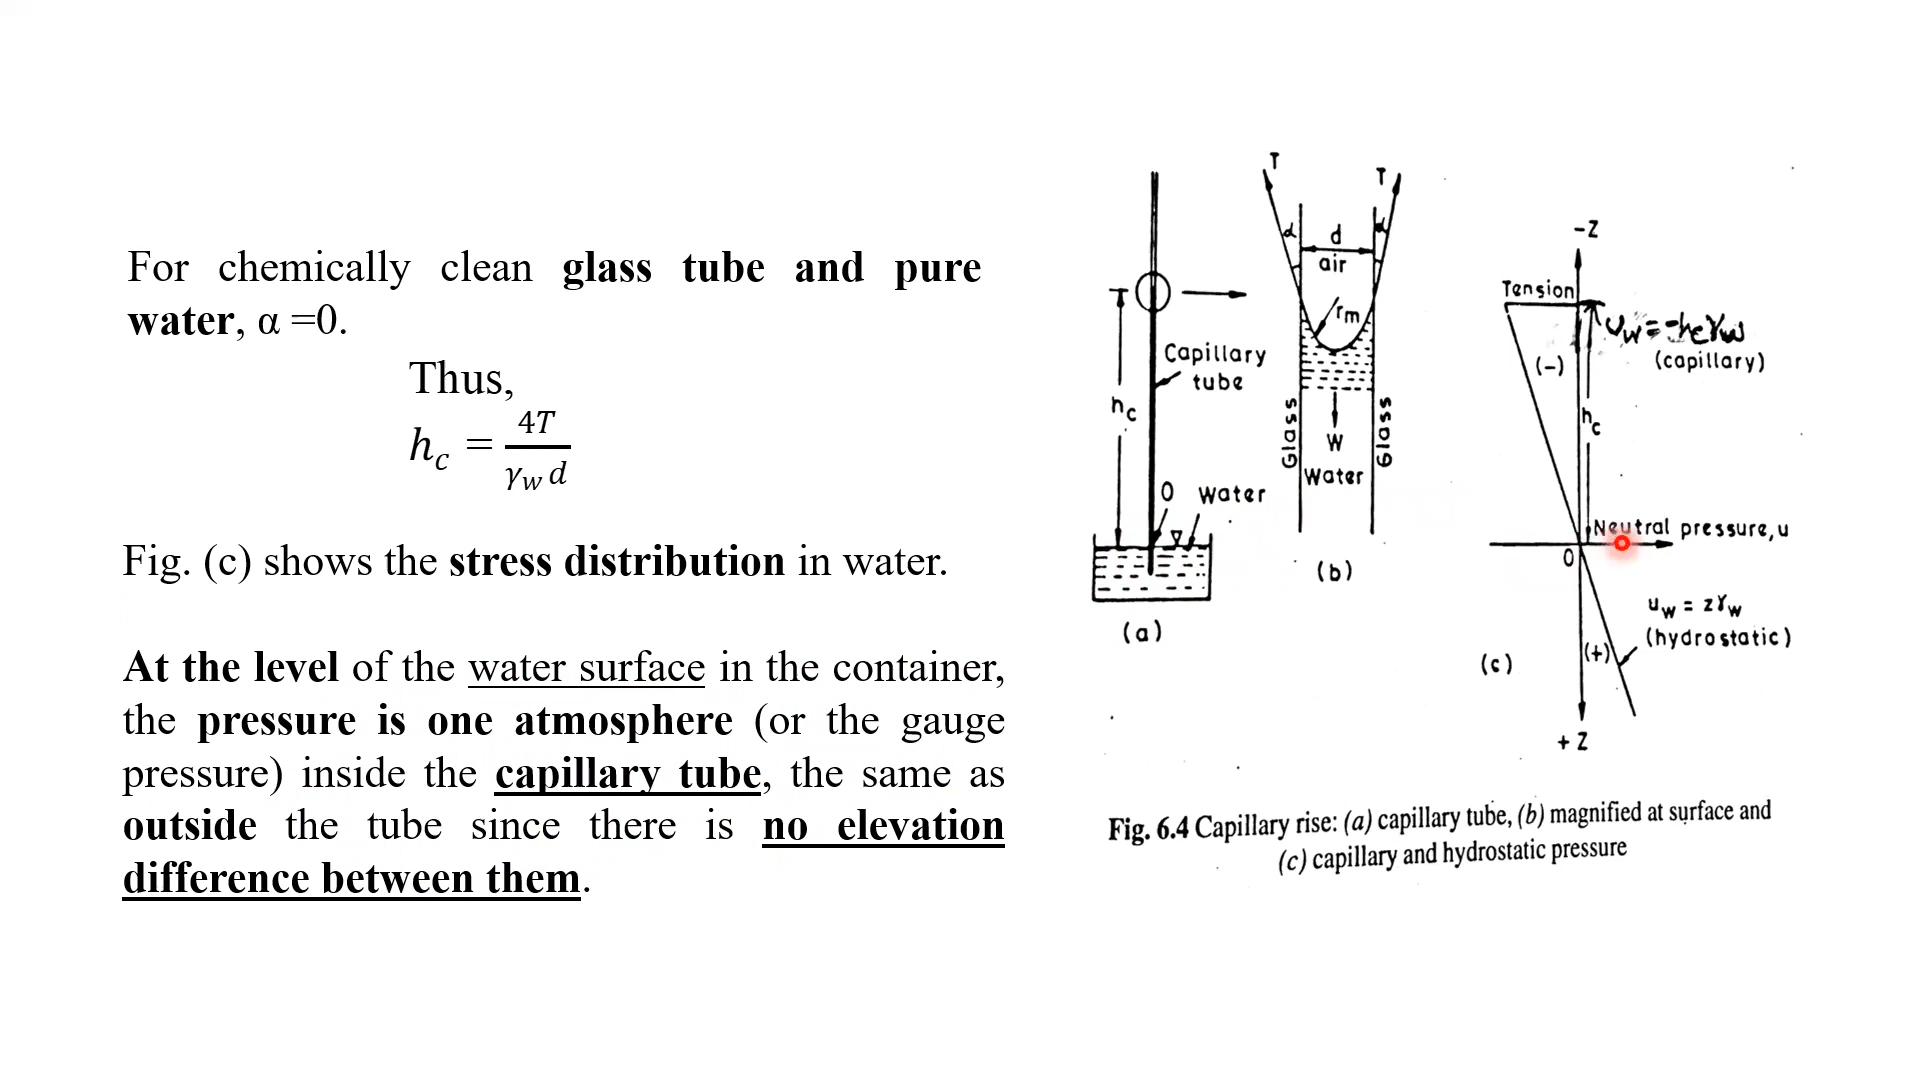 For chemically clean glass tube and pure
water, α =0.
Thus,
h_c = 4T / γ_w d
Fig. (c) shows the stress distribution in water.
At the level of the water surface in the container,
the pressure is one atmosphere (or the gauge
pressure) inside the capillary tube, the same as
outside the tube since there is no elevation
difference between them.
T
T
α
d
α
air
r_m
Capillary
tube
h_c
Glass
Glass
W
Water
O Water
(a)
(b)
-Z
Tension
u_w = -h_c γ_w
(-)
(capillary)
h_c
Neutral pressure, u
O
u_w = zγ_w
(hydrostatic)
(+)
(c)
+Z
Fig. 6.4 Capillary rise: (a) capillary tube, (b) magnified at surface and
(c) capillary and hydrostatic pressure